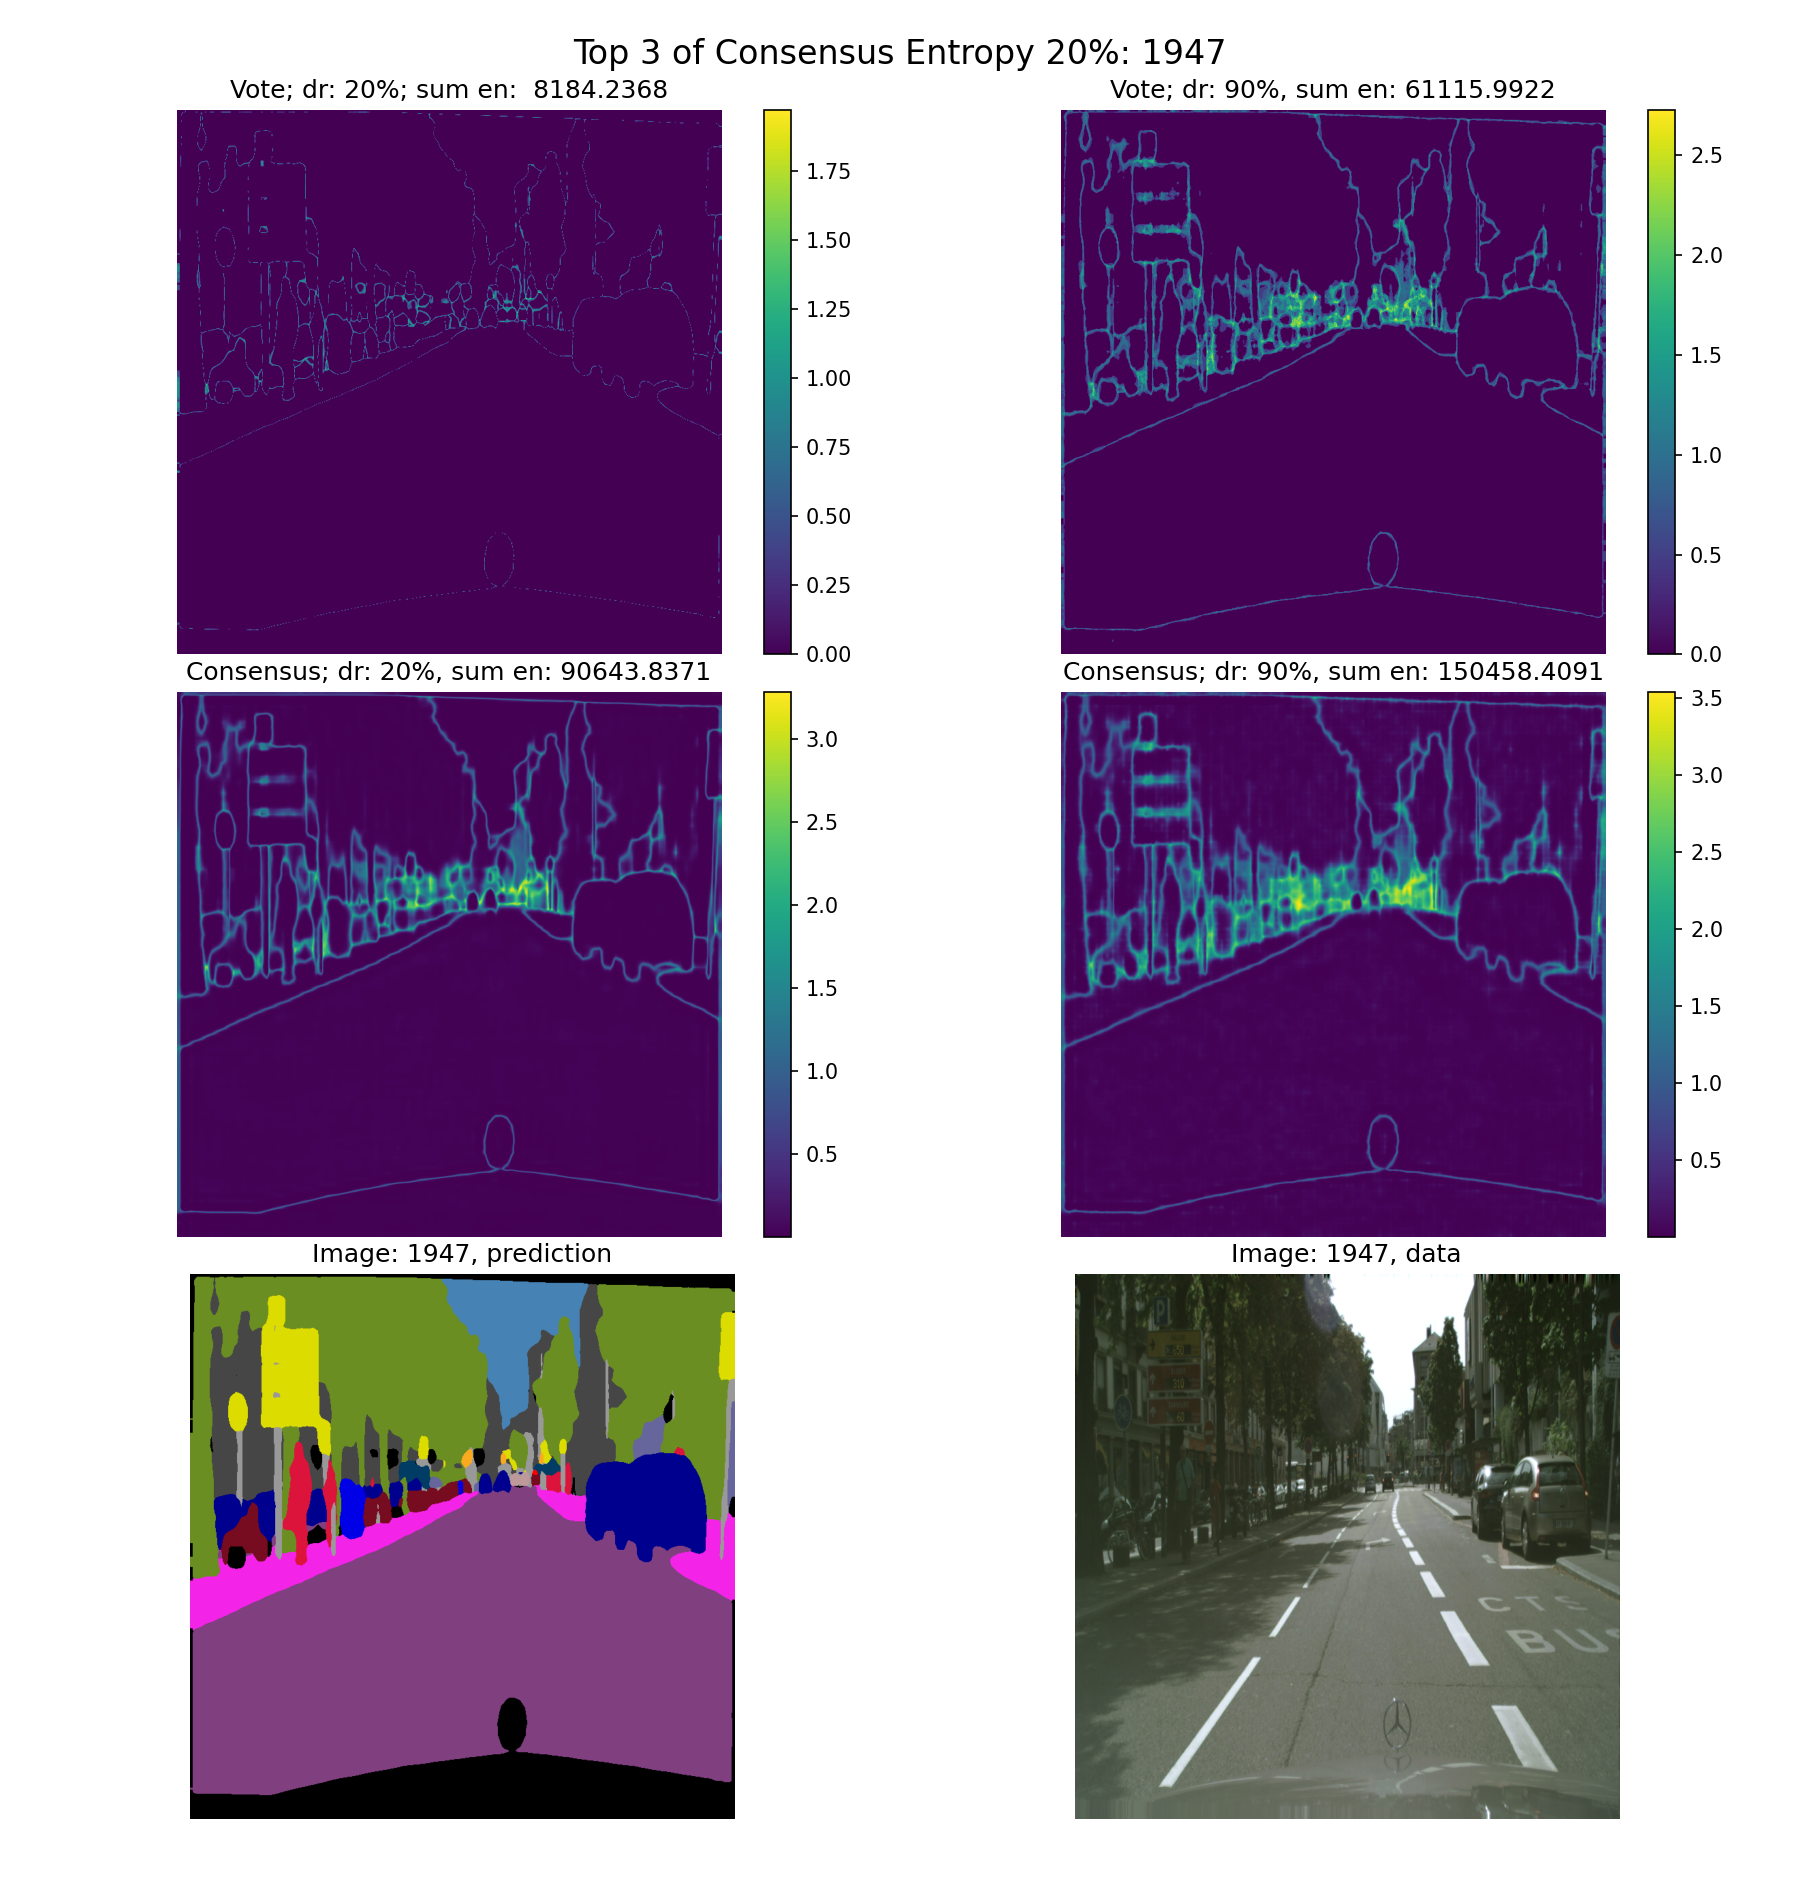 Top 3 of Consensus Entropy 20%: 1947
Vote; dr: 20%; sum en:  8184.2368
1.75
1.50
1.25
1.00
0.75
0.50
0.25
0.00
Vote; dr: 90%, sum en: 61115.9922
2.5
2.0
1.5
1.0
0.5
0.0
Consensus; dr: 20%, sum en: 90643.8371
3.0
2.5
2.0
1.5
1.0
0.5
Consensus; dr: 90%, sum en: 150458.4091
3.5
3.0
2.5
2.0
1.5
1.0
0.5
Image: 1947, prediction
Image: 1947, data
P
CTS
BUS